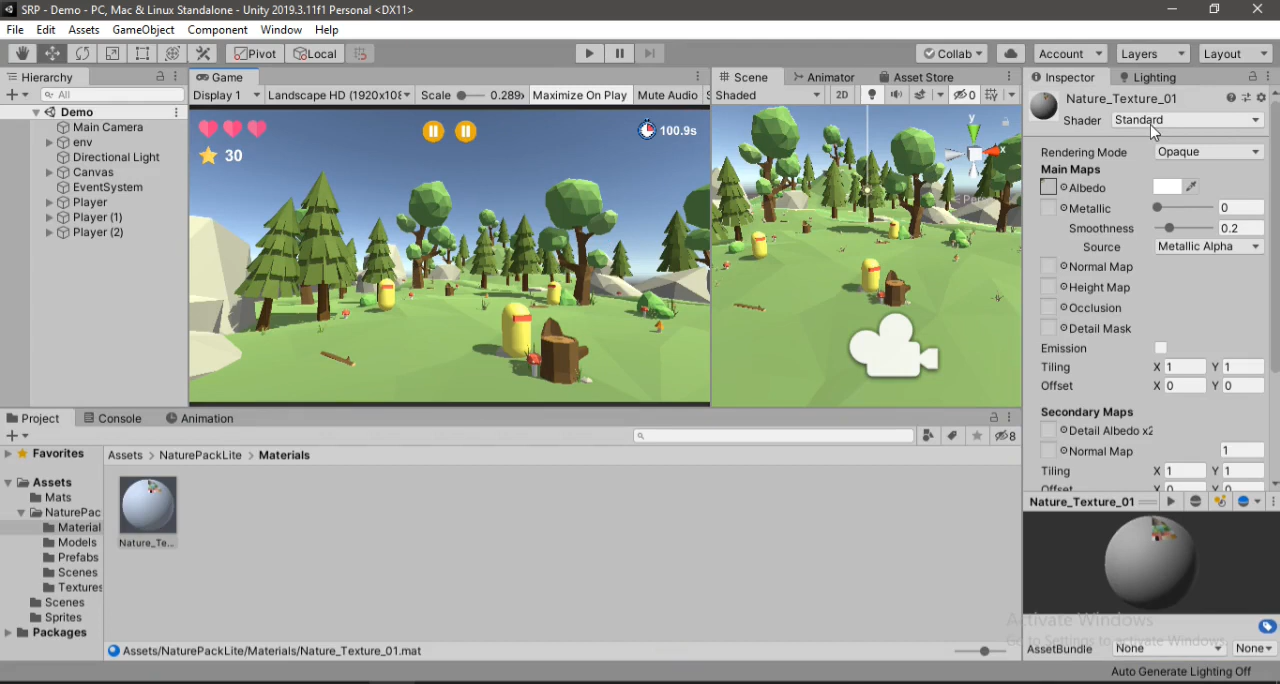 SRP - Demo - PC, Mac & Linux Standalone - Unity 2019.3.11f1 Personal <DX11>
File Edit Assets GameObject Component Window Help
Pivot Local Collab Account Layers Layout
Hierarchy
All
Demo
Main Camera
env
Directional Light
Canvas
EventSystem
Player
Player (1)
Player (2)
Game
Display 1 Landscape HD (1920x108 Scale 0.289x Maximize On Play Mute Audio S
30
100.9s
Scene Animator Asset Store
Shaded 2D
y
x
< Pers
Inspector Lighting
Nature_Texture_01
Shader Standard
Rendering Mode Opaque
Main Maps
Albedo
Metallic 0
Smoothness 0.2
Source Metallic Alpha
Normal Map
Height Map
Occlusion
Detail Mask
Emission
Tiling X 1 Y 1
Offset X 0 Y 0
Secondary Maps
Detail Albedo x2
Normal Map 1
Tiling X 1 Y 1
Offset X 0 Y 0
Nature_Texture_01
AssetBundle None None
Activate Windows
Go to Settings to activate Windows.
Auto Generate Lighting Off
Project Console Animation
8
Favorites
Assets
Mats
NaturePac
Material
Models
Prefabs
Scenes
Textures
Scenes
Sprites
Packages
Assets > NaturePackLite > Materials
Nature_Te...
Assets/NaturePackLite/Materials/Nature_Texture_01.mat